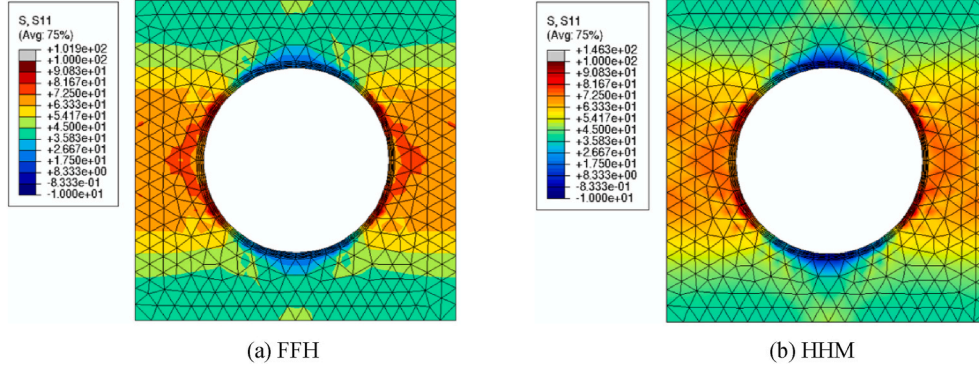 S, S11
(Avg: 75%)
+1.019e+02
+1.000e+02
+9.083e+01
+8.167e+01
+7.250e+01
+6.333e+01
+5.417e+01
+4.500e+01
+3.583e+01
+2.667e+01
+1.750e+01
+8.333e+00
-8.333e-01
-1.000e+01
S, S11
(Avg: 75%)
+1.463e+02
+1.000e+02
+9.083e+01
+8.167e+01
+7.250e+01
+6.333e+01
+5.417e+01
+4.500e+01
+3.583e+01
+2.667e+01
+1.750e+01
+8.333e+00
-8.333e-01
-1.000e+01
(a) FFH
(b) HHM